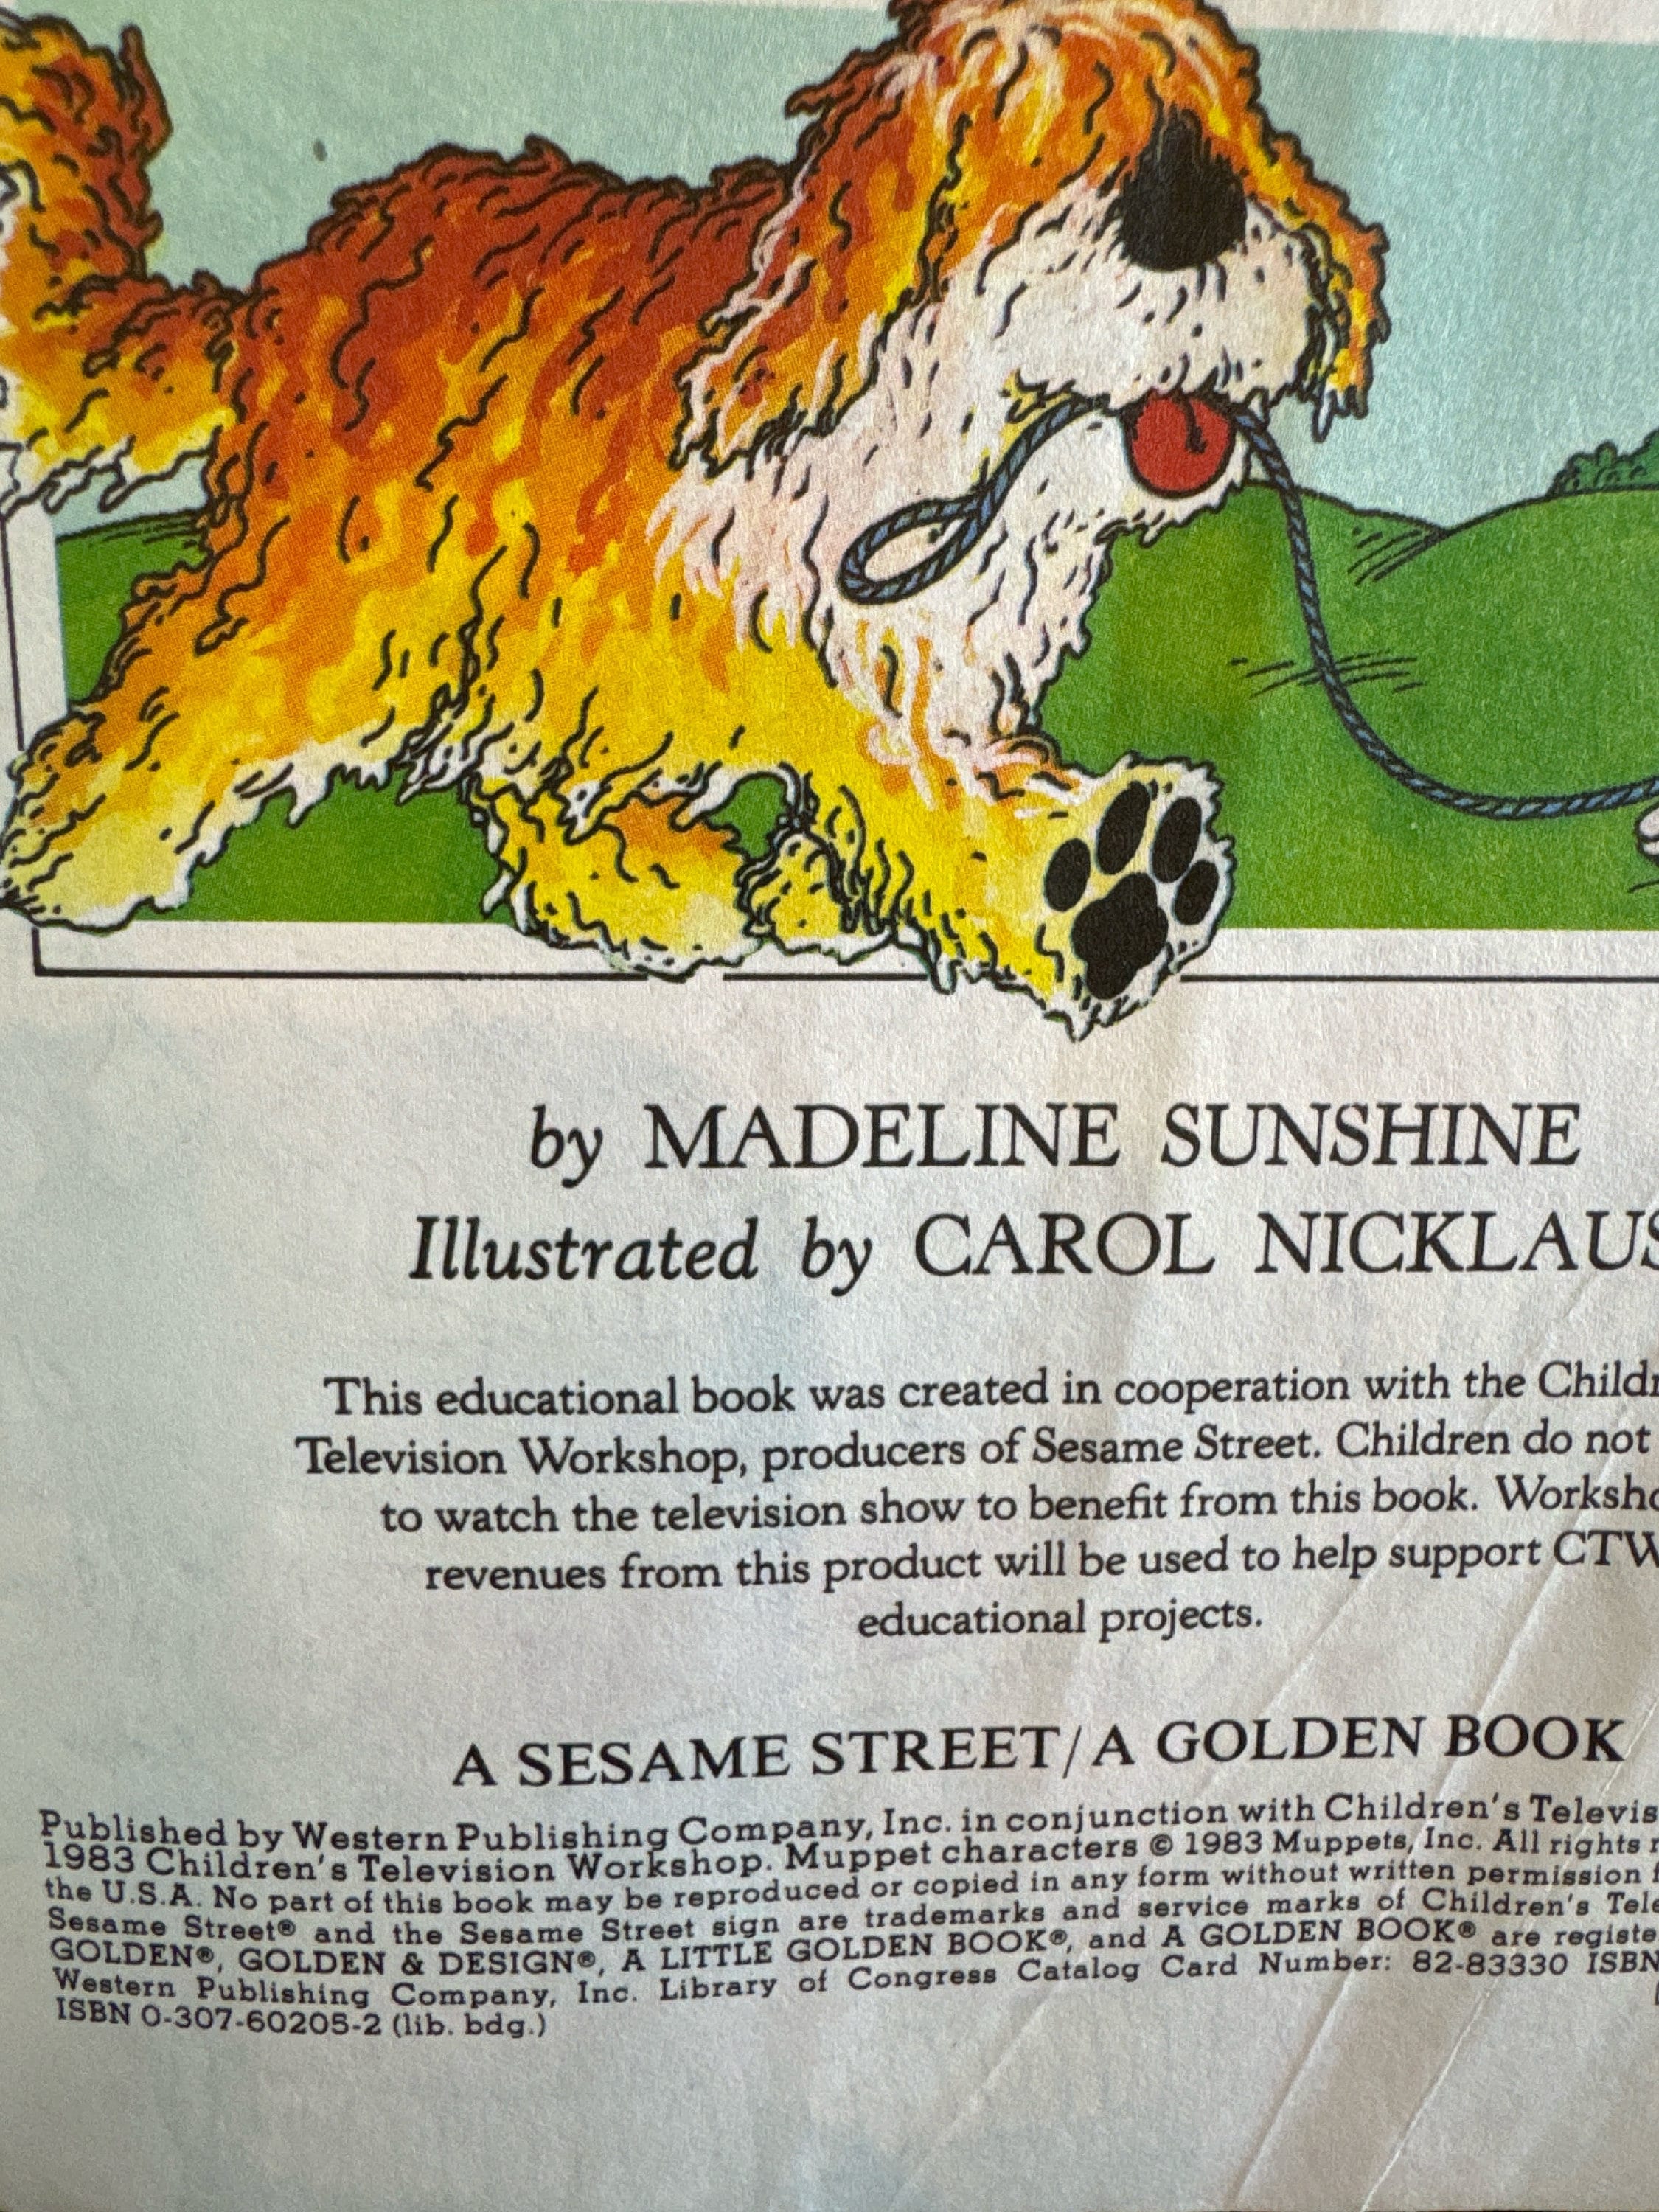 by MADELINE SUNSHINE
Illustrated by CAROL NICKLAUS
This educational book was created in cooperation with the Childr
Television Workshop, producers of Sesame Street. Children do not
to watch the television show to benefit from this book. Worksho
revenues from this product will be used to help support CTW
educational projects.
A SESAME STREET/A GOLDEN BOOK
Published by Western Publishing Company, Inc. in conjunction with Children's Televis
1983 Children's Television Workshop. Muppet characters © 1983 Muppets, Inc. All rights r
the U.S.A. No part of this book may be reproduced or copied in any form without written permission f
Sesame Street® and the Sesame Street sign are trademarks and service marks of Children's Tele
GOLDEN®, GOLDEN & DESIGN®, A LITTLE GOLDEN BOOK®, and A GOLDEN BOOK® are registe
Western Publishing Company, Inc. Library of Congress Catalog Card Number: 82-83330 ISBN
ISBN 0-307-60205-2 (lib. bdg.)